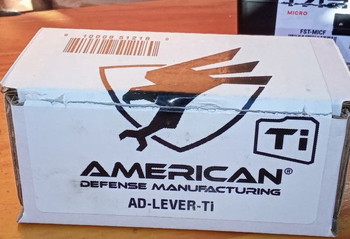 MICRO
FST-MICF
Ti
AMERICAN®
DEFENSE MANUFACTURING
AD-LEVER-Ti